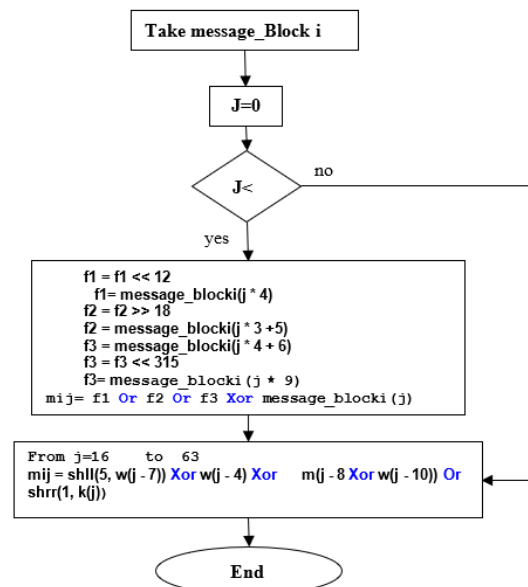 Take message_Block i
J=0
J<
no
yes
f1 = f1 << 12
f1= message_blocki(j * 4)
f2 = f2 >> 18
f2 = message_blocki(j * 3 +5)
f3 = message_blocki(j * 4 + 6)
f3 = f3 << 315
f3= message_blocki(j * 9)
mij= f1 Or f2 Or f3 Xor message_blocki(j)
From j=16 to 63
mij = shll(5, w(j - 7)) Xor w(j - 4) Xor m(j - 8 Xor w(j - 10)) Or
shrr(1, k(j))
End